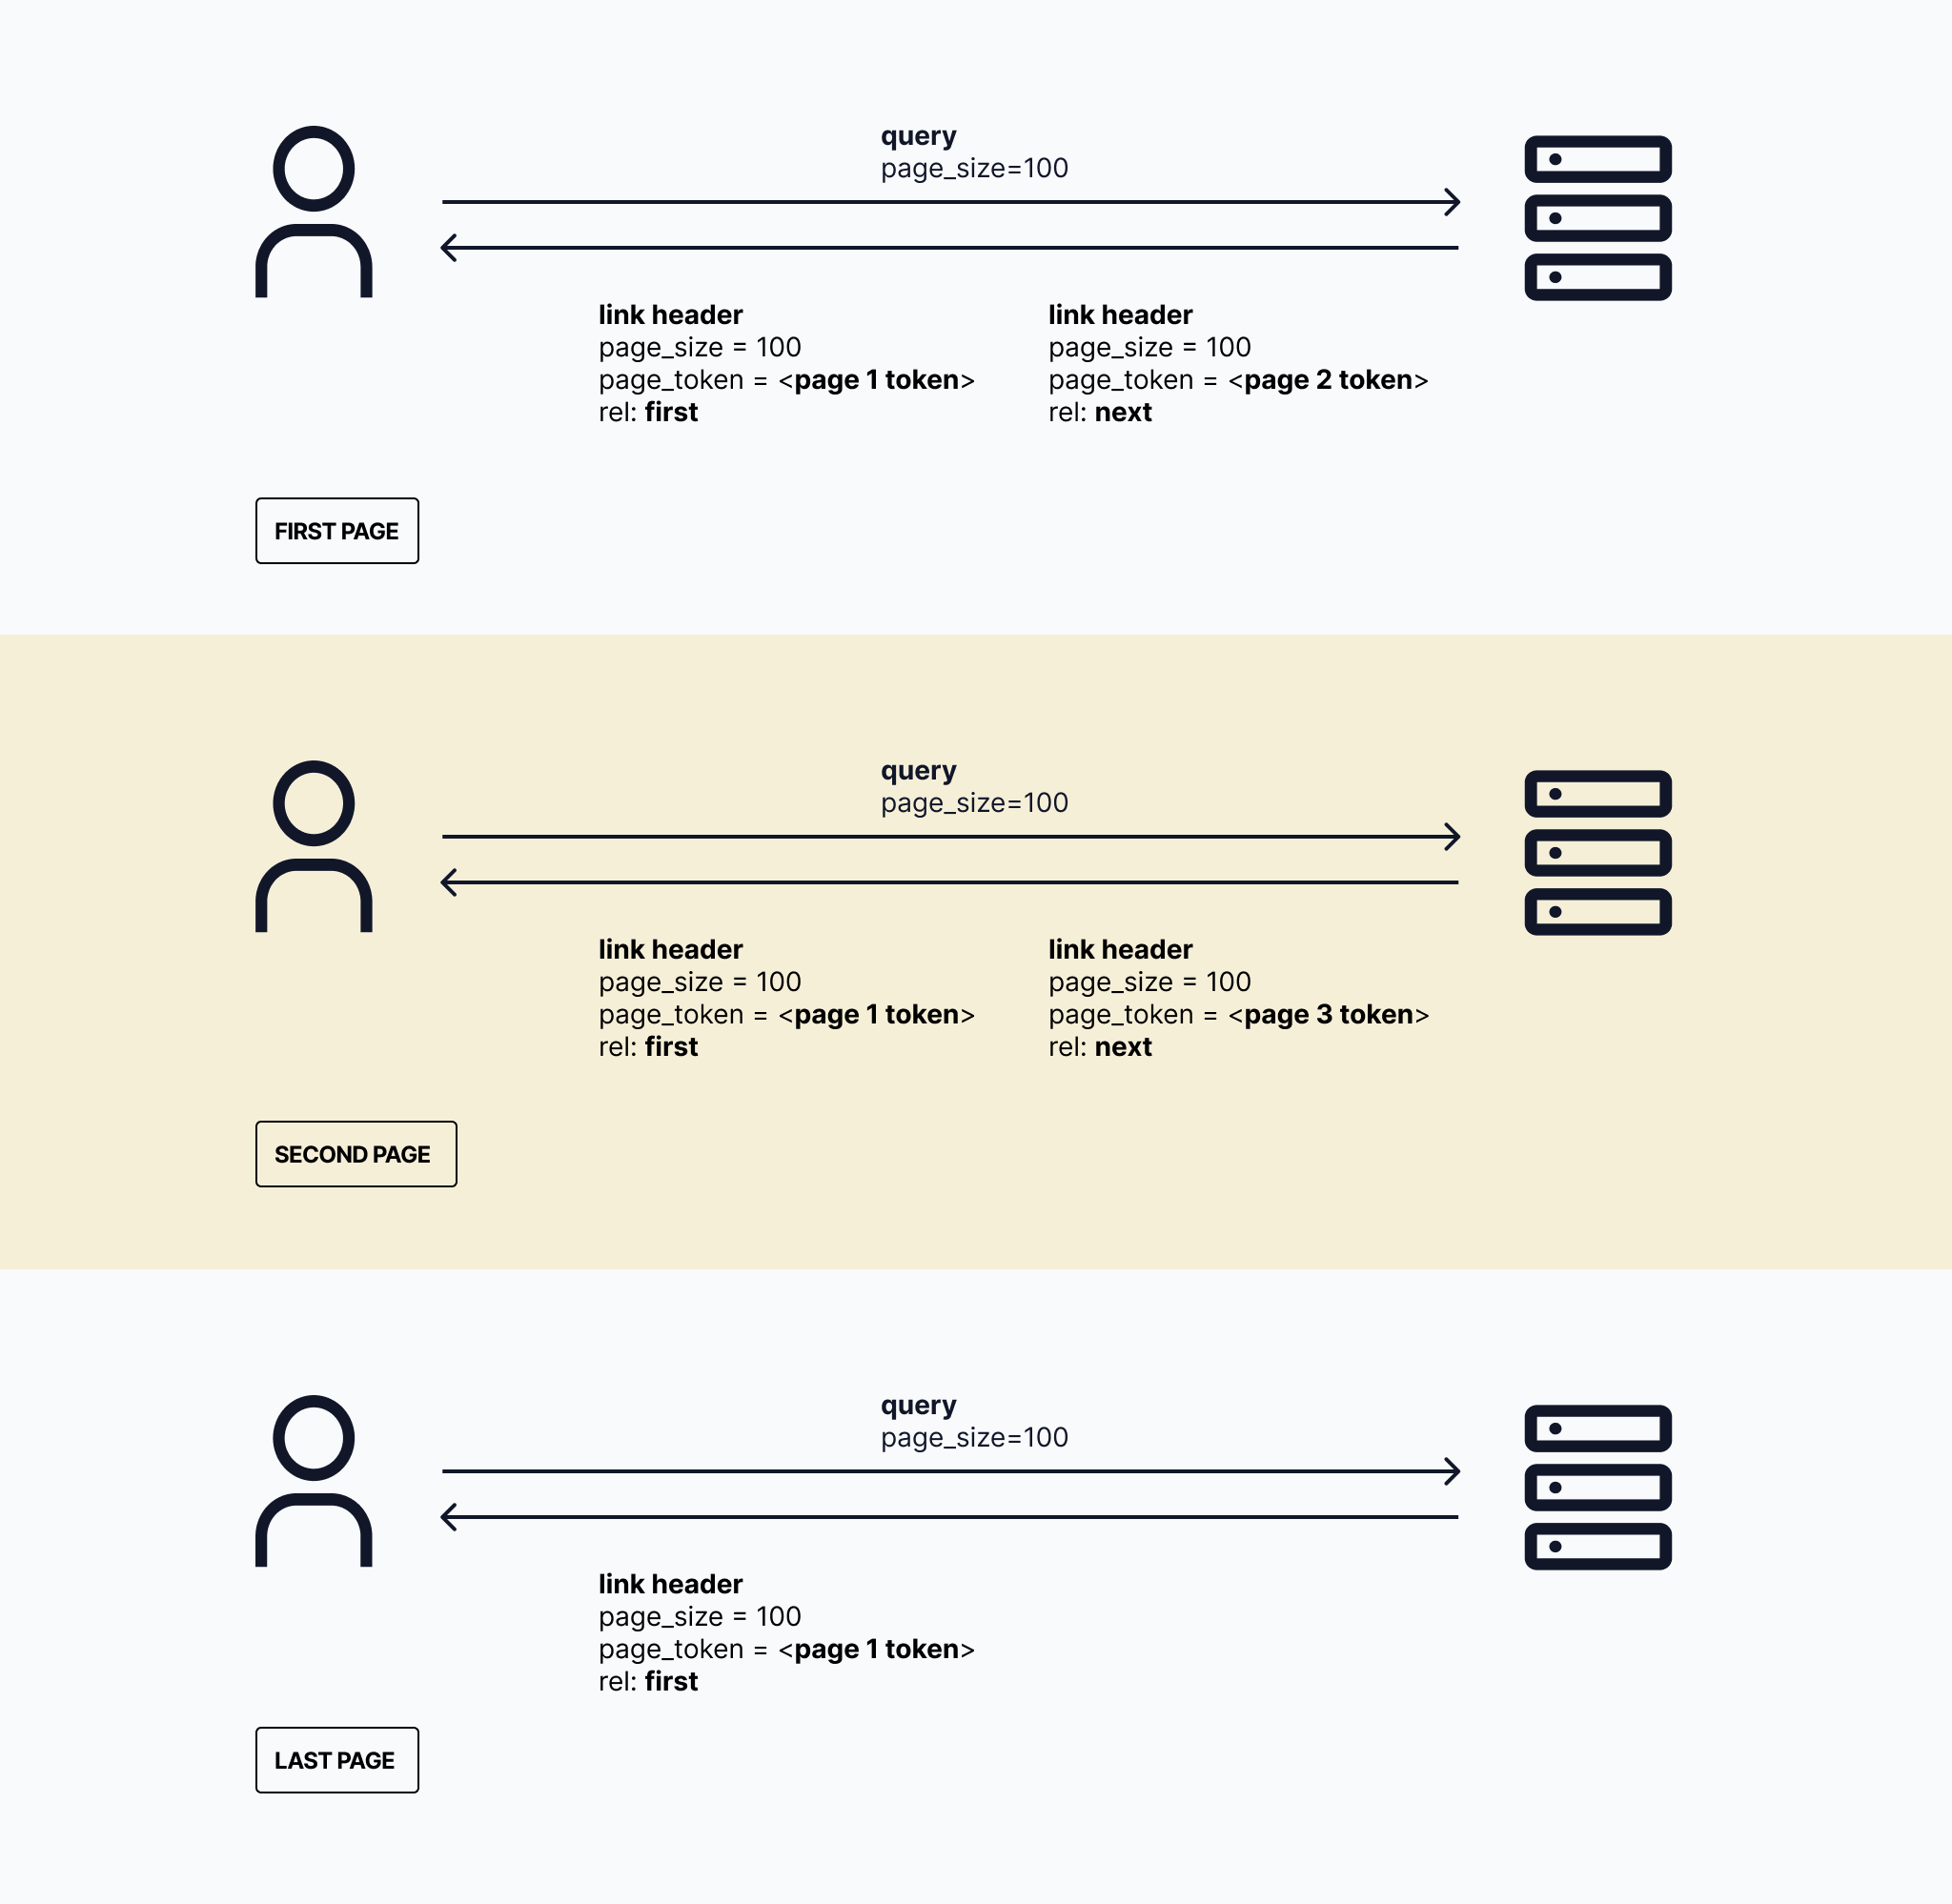 query
page_size=100
link header
page_size = 100
page_token = <page 1 token>
rel: first
link header
page_size = 100
page_token = <page 2 token>
rel: next
FIRST PAGE
query
page_size=100
link header
page_size = 100
page_token = <page 1 token>
rel: first
link header
page_size = 100
page_token = <page 3 token>
rel: next
SECOND PAGE
query
page_size=100
link header
page_size = 100
page_token = <page 1 token>
rel: first
LAST PAGE